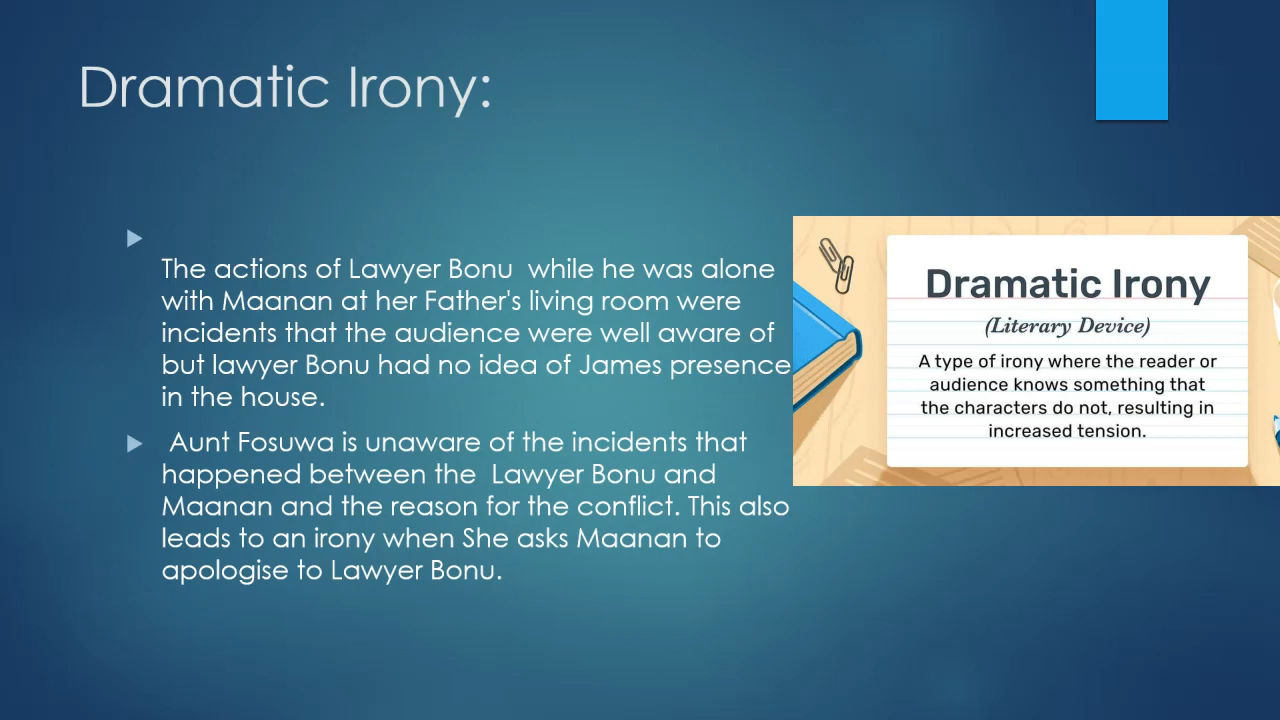 Dramatic Irony:
The actions of Lawyer Bonu  while he was alone
with Maanan at her Father's living room were
incidents that the audience were well aware of
but lawyer Bonu had no idea of James presence
in the house.
Aunt Fosuwa is unaware of the incidents that
happened between the  Lawyer Bonu and
Maanan and the reason for the conflict. This also
leads to an irony when She asks Maanan to
apologise to Lawyer Bonu.
Dramatic Irony
(Literary Device)
A type of irony where the reader or
audience knows something that
the characters do not, resulting in
increased tension.